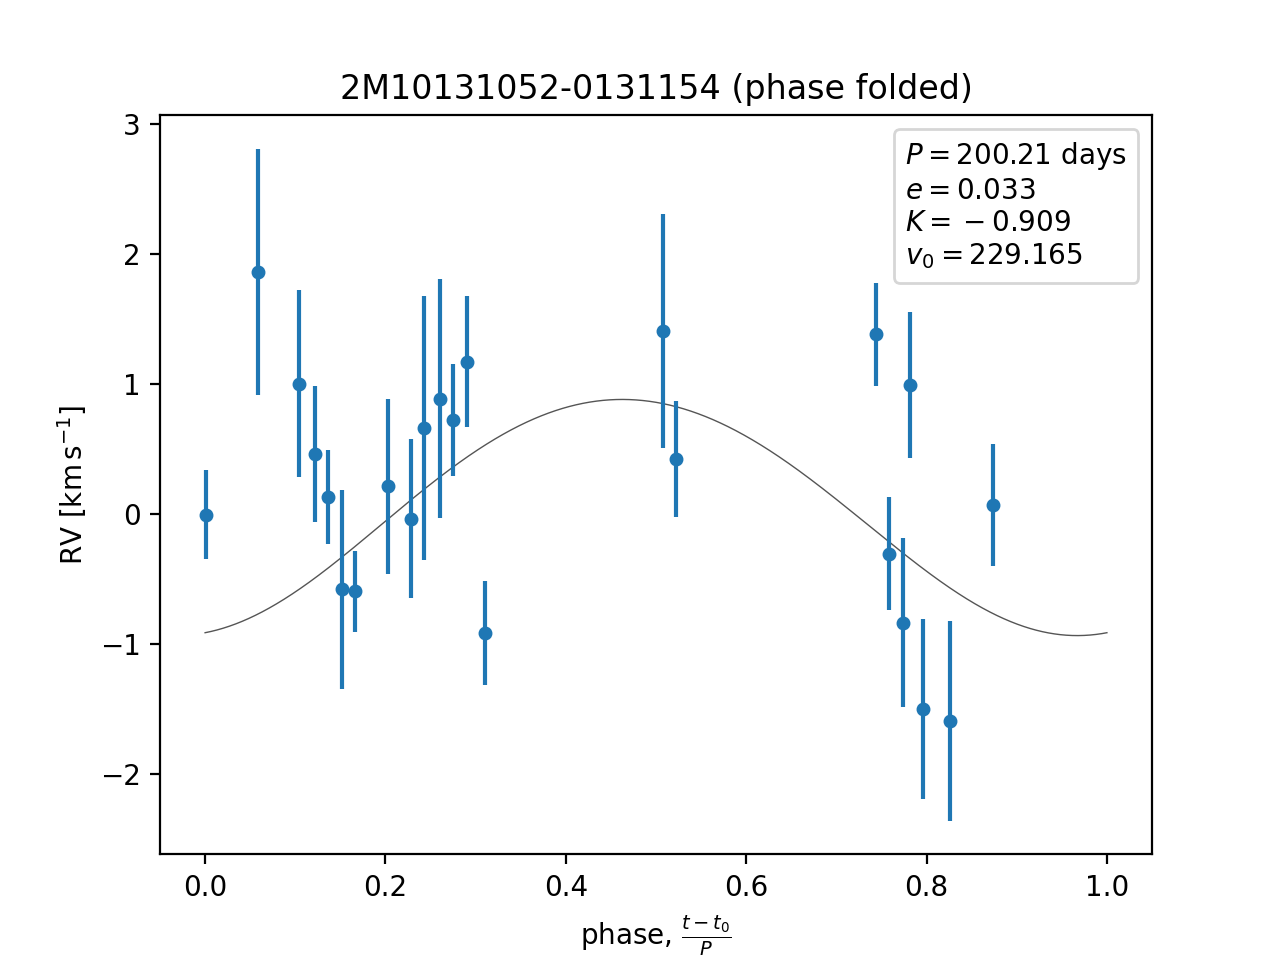 2M10131052-0131154 (phase folded)
P = 200.21 days
e = 0.033
K = −0.909
v₀ = 229.165
RV [km s⁻¹]
3
2
1
0
−1
−2
0.0 0.2 0.4 0.6 0.8 1.0
phase, (t − t₀)/P